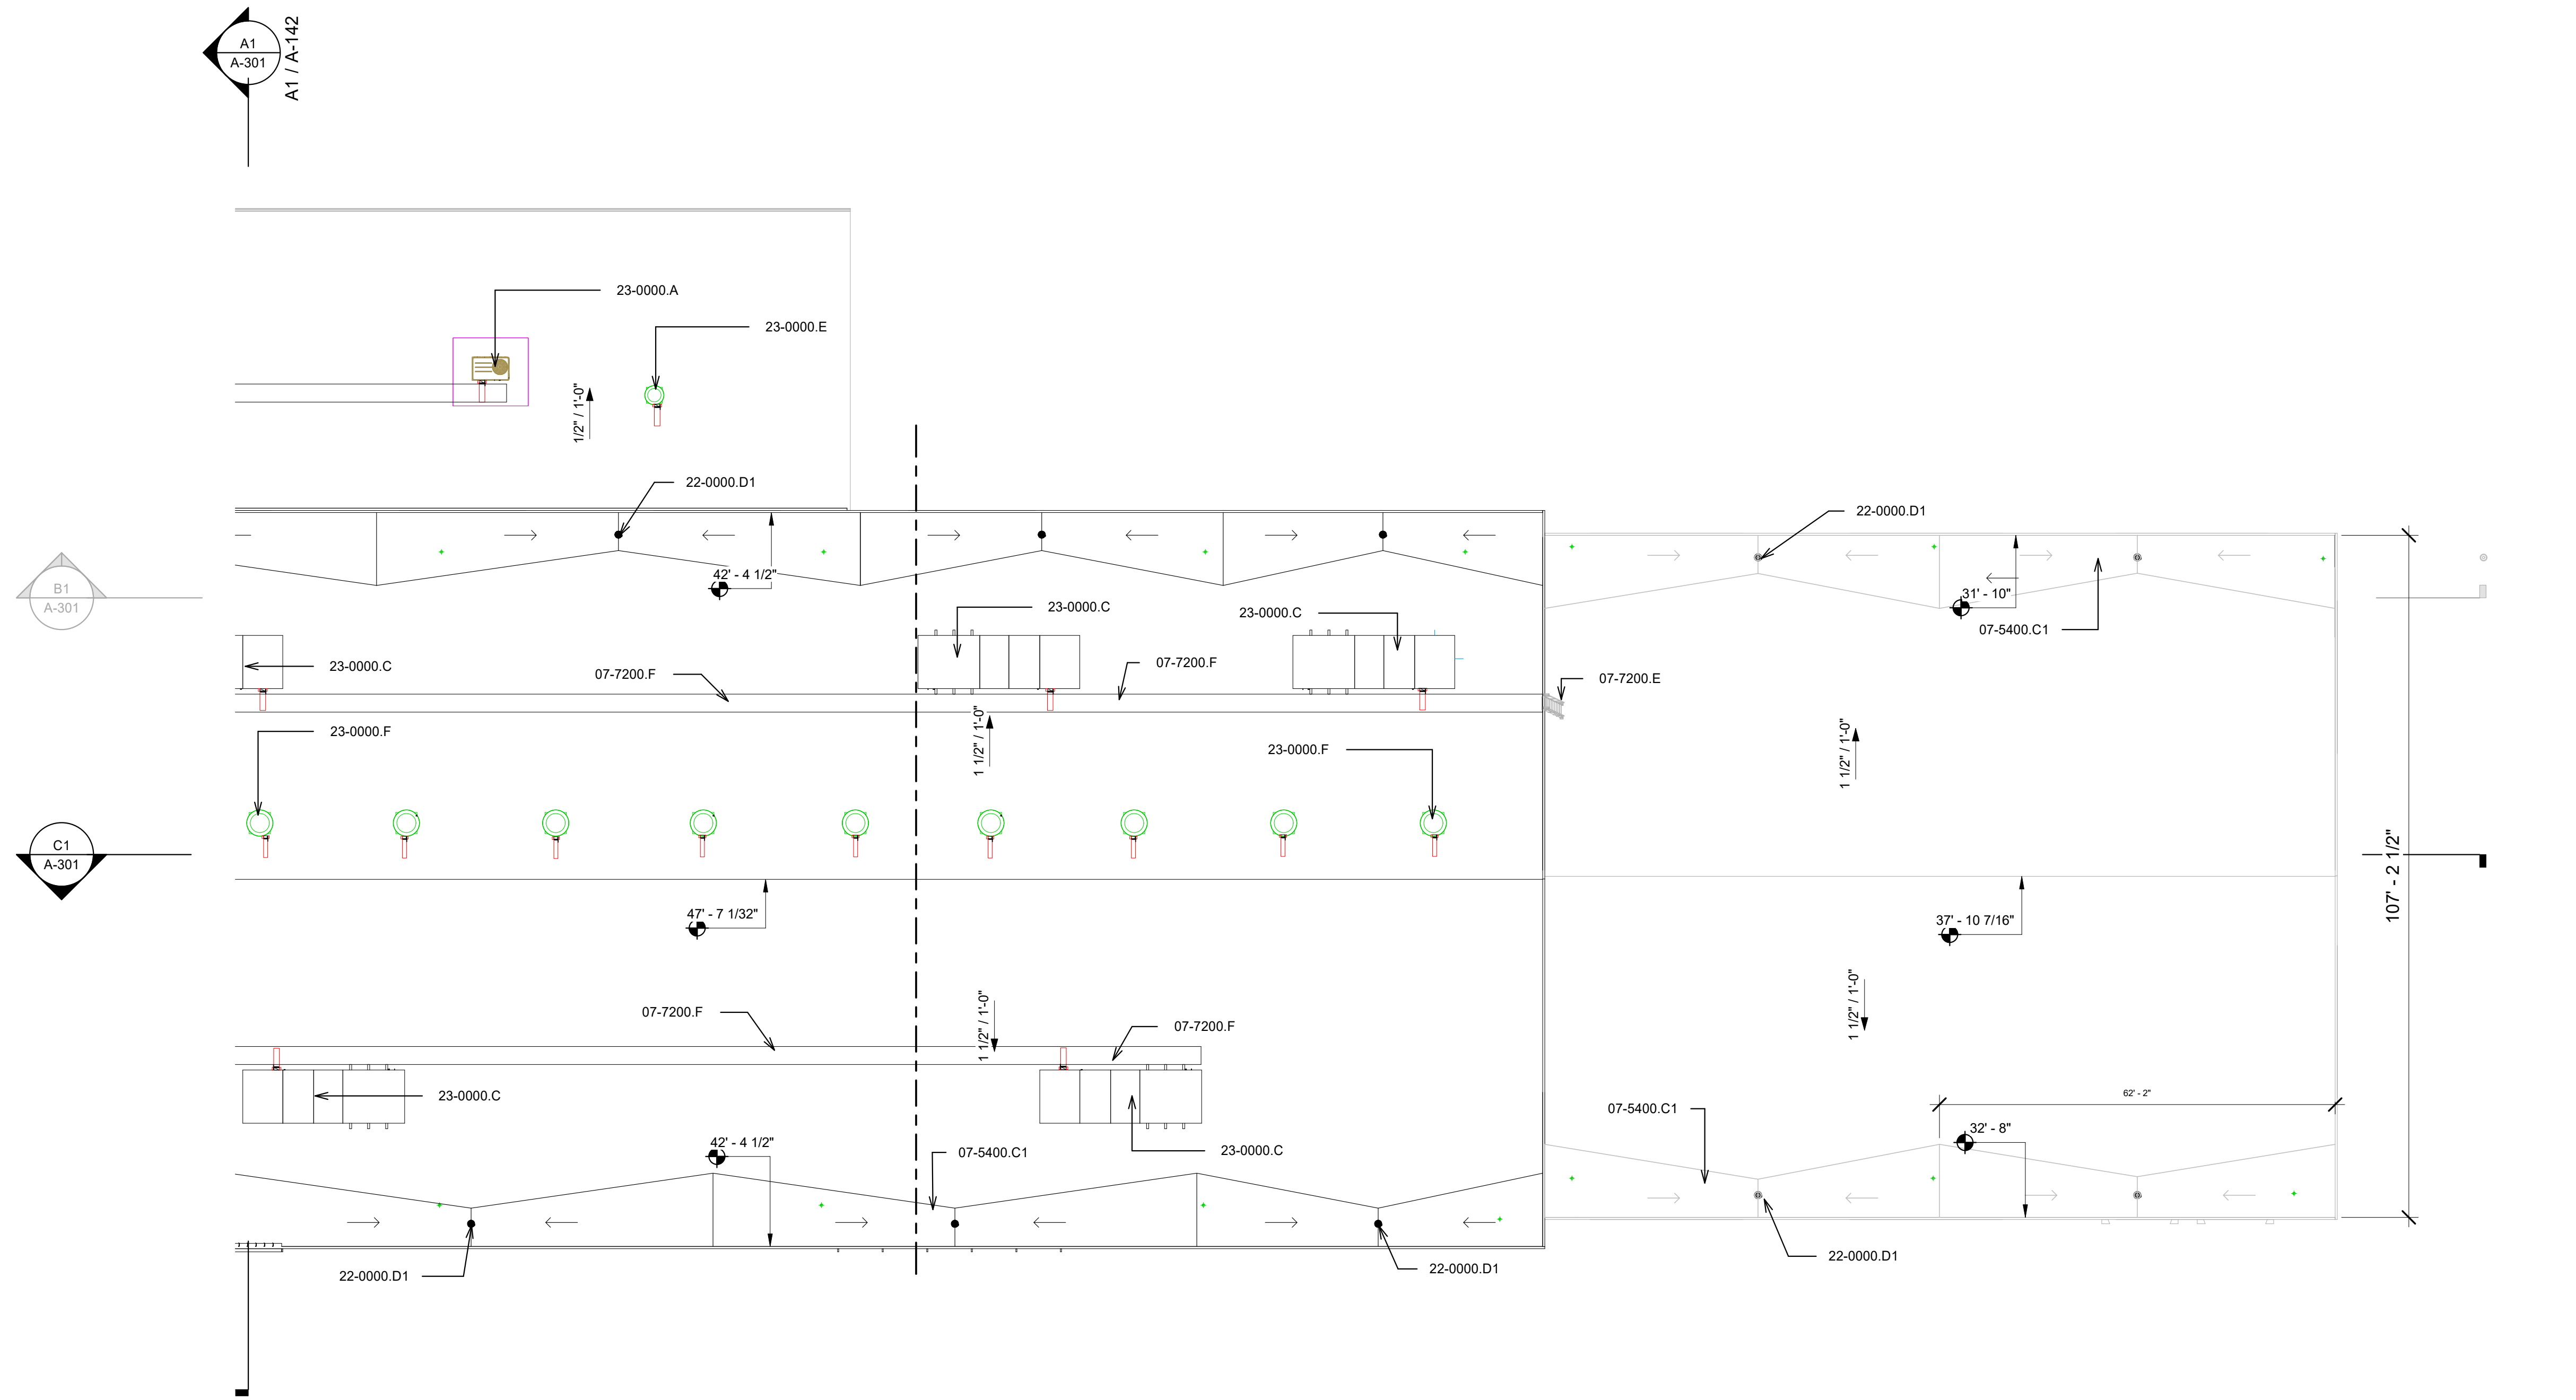 A1
A-301
A1 / A-142
23-0000.A
23-0000.E
1/2" / 1'-0"
22-0000.D1
22-0000.D1
42' - 4 1/2"
B1
A-301
31' - 10"
07-5400.C1
23-0000.C
23-0000.C
23-0000.C
07-7200.F
07-7200.F
07-7200.E
23-0000.F
1 1/2" / 1'-0"
23-0000.F
1 1/2" / 1'-0"
C1
A-301
107' - 2 1/2"
47' - 7 1/32"
37' - 10 7/16"
07-7200.F
1 1/2" / 1'-0"
07-7200.F
1 1/2" / 1'-0"
23-0000.C
62' - 2"
07-5400.C1
42' - 4 1/2"
07-5400.C1
23-0000.C
32' - 8"
22-0000.D1
22-0000.D1
22-0000.D1